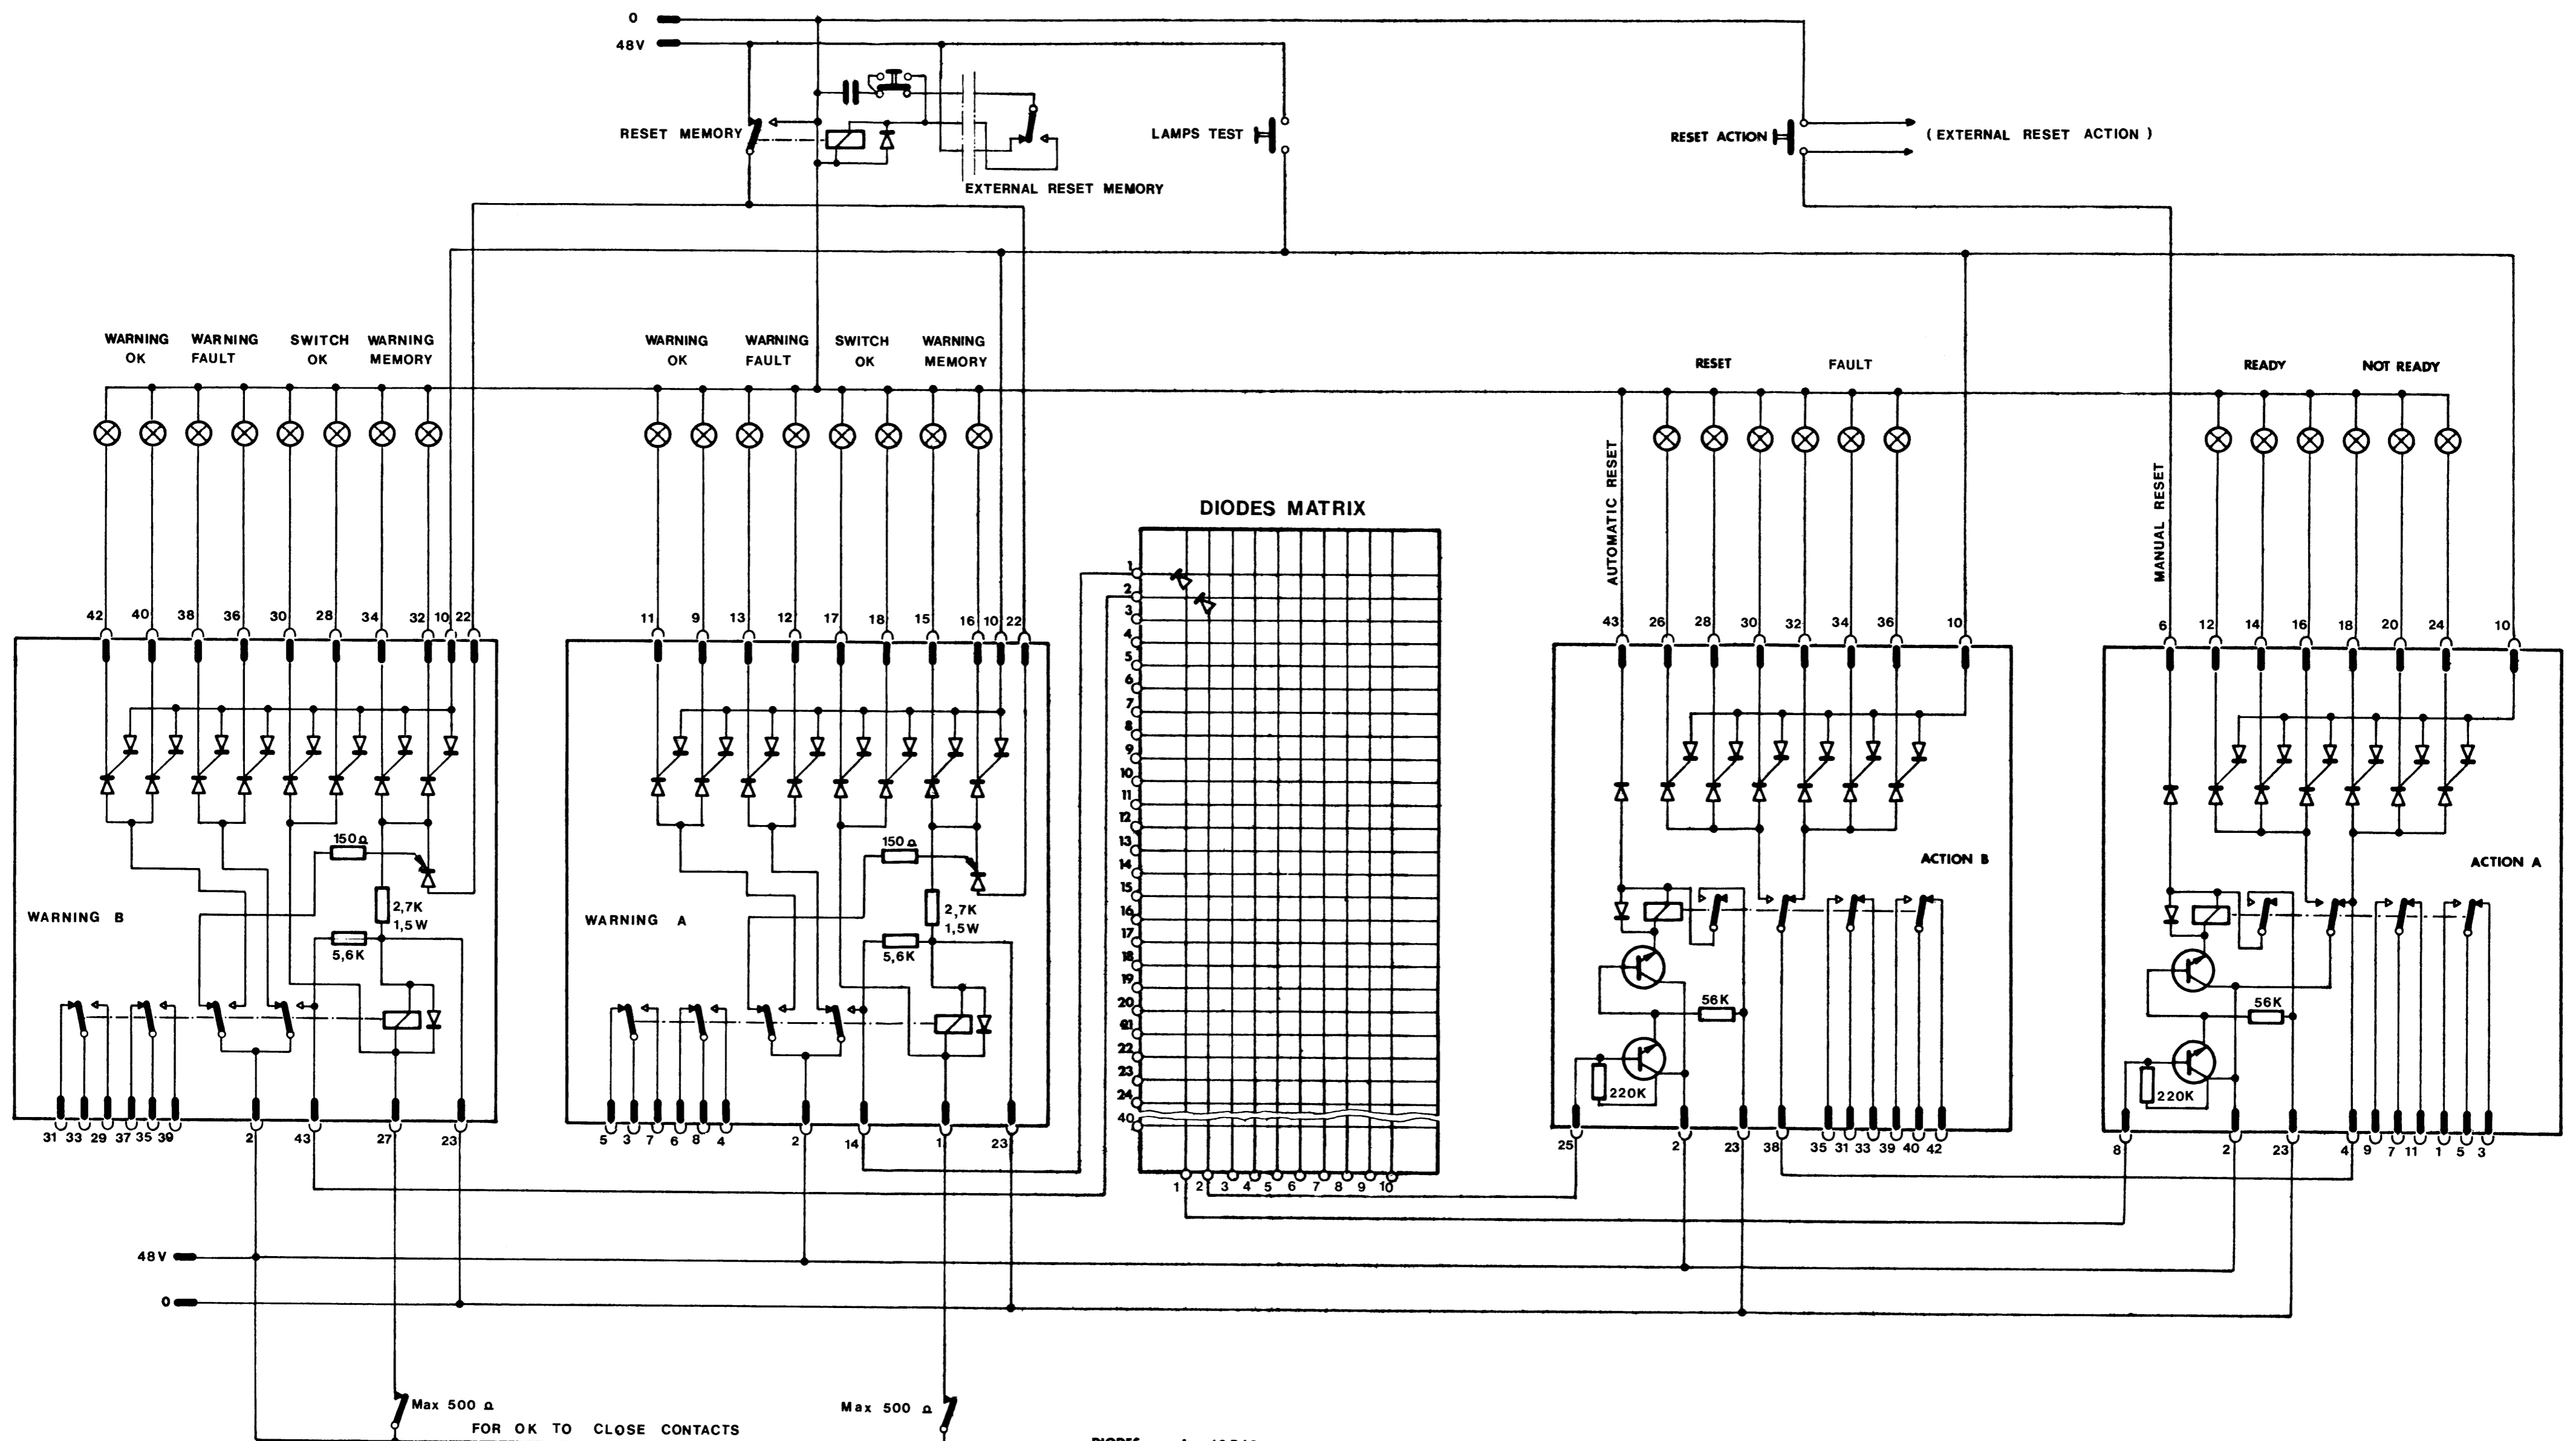 0
48V
RESET MEMORY
LAMPS TEST
RESET ACTION
( EXTERNAL RESET ACTION )
EXTERNAL RESET MEMORY
WARNING OK
WARNING FAULT
SWITCH OK
WARNING MEMORY
WARNING OK
WARNING FAULT
SWITCH OK
WARNING MEMORY
RESET
FAULT
READY
NOT READY
AUTOMATIC RESET
MANUAL RESET
DIODES MATRIX
42 40 38 36 30 28 34 32 10 22
11 9 13 12 17 18 15 16 10 22
43 26 28 30 32 34 36 10
6 12 14 16 18 20 24 10
1
2
3
4
5
6
7
8
9
10
11
12
13
14
15
16
17
18
19
20
21
22
23
24
40
1 2 3 4 5 6 7 8 9 10
WARNING B
150Ω
2,7K
1,5W
5,6K
WARNING A
150Ω
2,7K
1,5W
5,6K
ACTION B
56K
220K
ACTION A
56K
220K
31 33 29 37 35 39 2 43 27 23
5 3 7 6 8 4 2 14 1 23
25 2 23 38 35 31 33 39 40 42
8 2 23 4 9 7 11 1 5 3
48V
0
Max 500 Ω
FOR OK TO CLOSE CONTACTS
Max 500 Ω